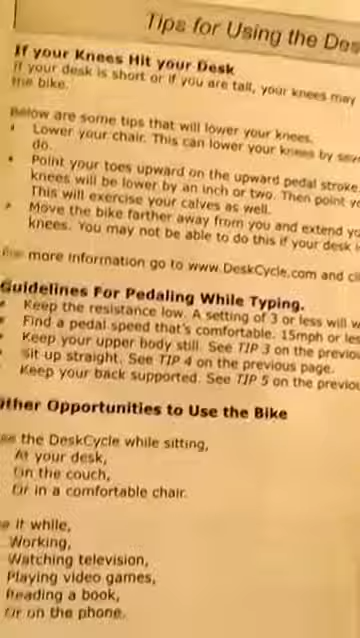 Tips for Using the Des
If your Knees Hit your Desk
If your desk is short or if you are tall, your knees may
the bike.
Below are some tips that will lower your knees.
• Lower your chair. This can lower your knees by
do.
• Point your toes upward on the upward pedal stroke.
knees will be lower by an inch or two. Then point
This will exercise your calves as well.
• Move the bike farther away from you and extend
knees. You may not be able to do this if your desk
more information go to www.DeskCycle.com and
Guidelines For Pedaling While Typing.
• Keep the resistance low. A setting of 3 or less will
• Find a pedal speed that's comfortable. 15mph or les
• Keep your upper body still. See TIP 3 on the previou
• Sit up straight. See TIP 4 on the previous page.
• Keep your back supported. See TIP 5 on the previou
Other Opportunities to Use the Bike
the DeskCycle while sitting,
At your desk,
On the couch,
Or in a comfortable chair.
it while,
Working,
Watching television,
Playing video games,
Reading a book,
Or on the phone.